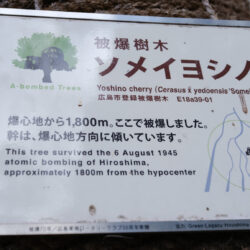 被爆樹木
ソメイヨシノ
A-bombed Trees
Yoshino cherry (Cerasus x yedoensis 'Somei
広島市登録被爆樹木 E18a39-01
爆心地から1,800m。ここで被爆しました。
幹は、爆心地方向に傾いています。
This tree survived the 6 August 1945
atomic bombing of Hiroshima,
approximately 1800m from the hypocenter
協力: Green Legacy Hiroshima